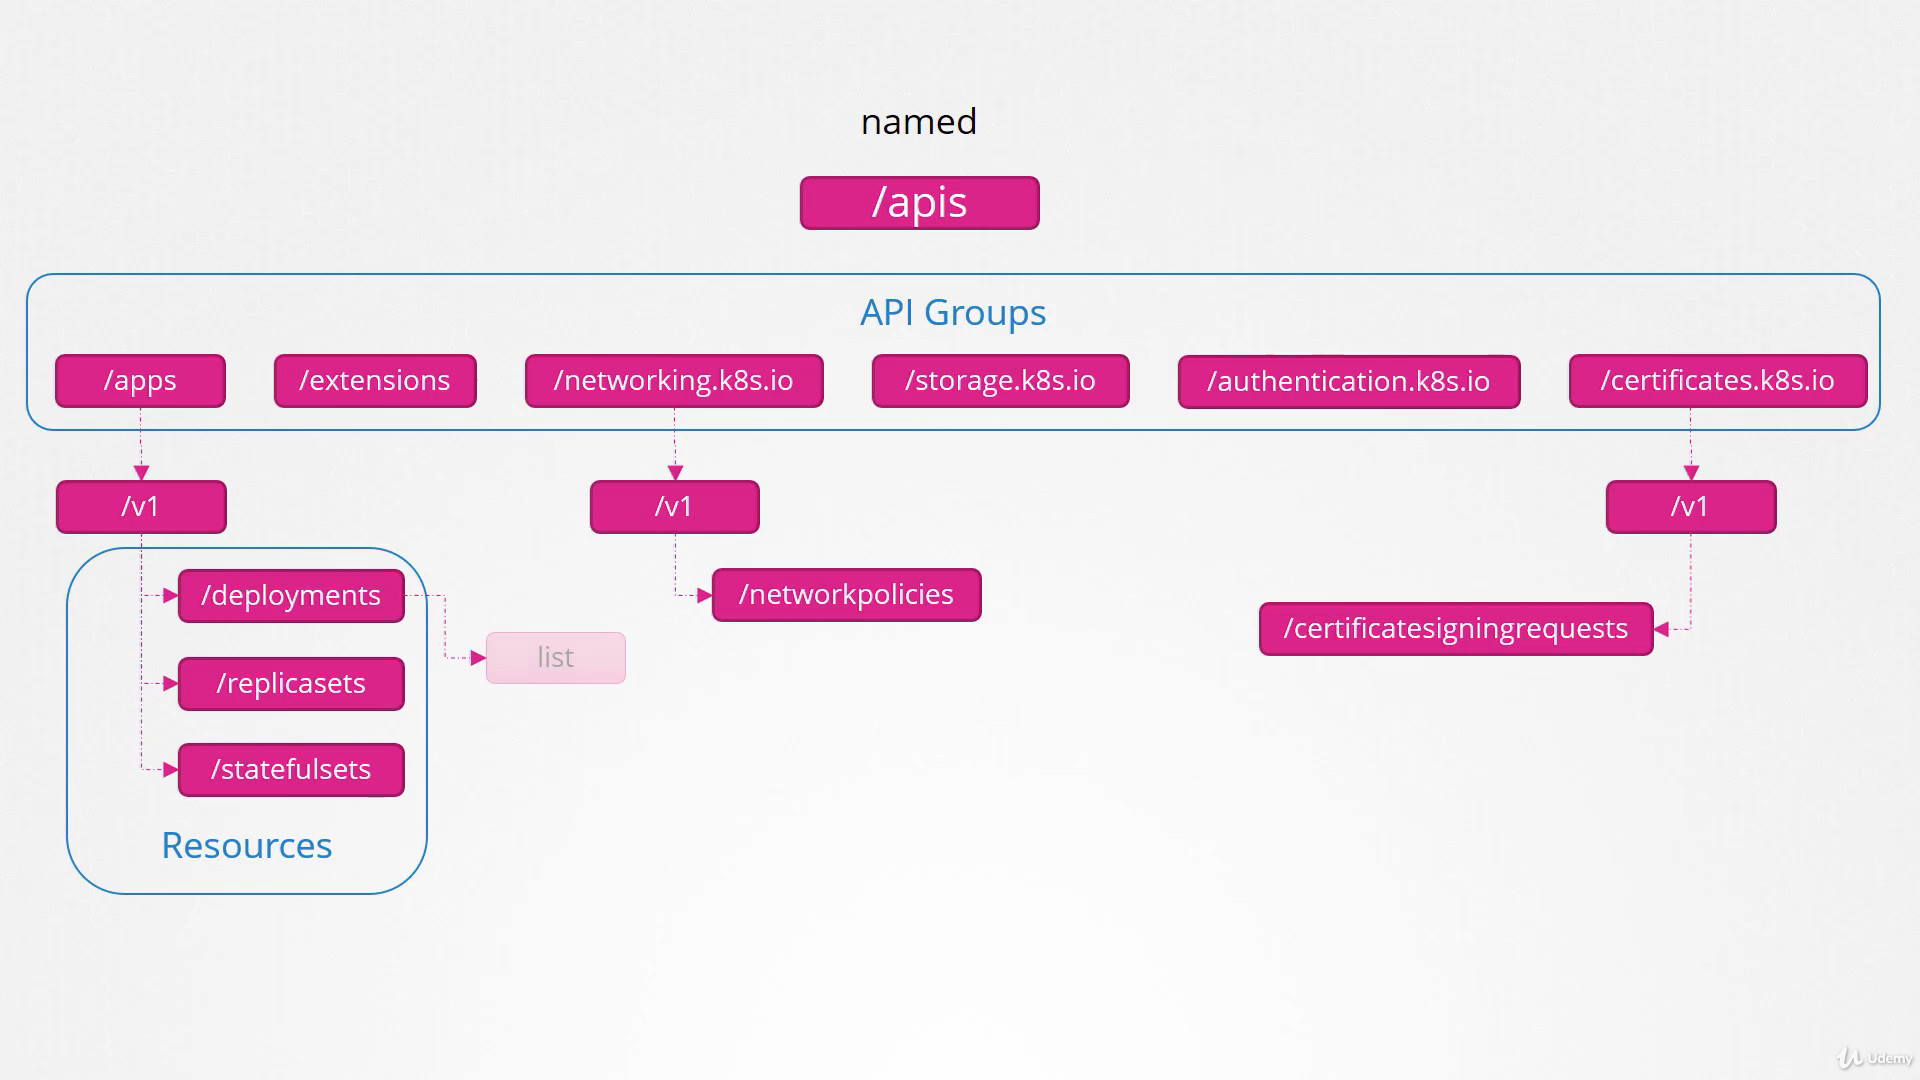 named
/apis
API Groups
/apps
/extensions
/networking.k8s.io
/storage.k8s.io
/authentication.k8s.io
/certificates.k8s.io
/v1
/v1
/v1
/deployments
/networkpolicies
/certificatesigningrequests
list
/replicasets
/statefulsets
Resources
Udemy